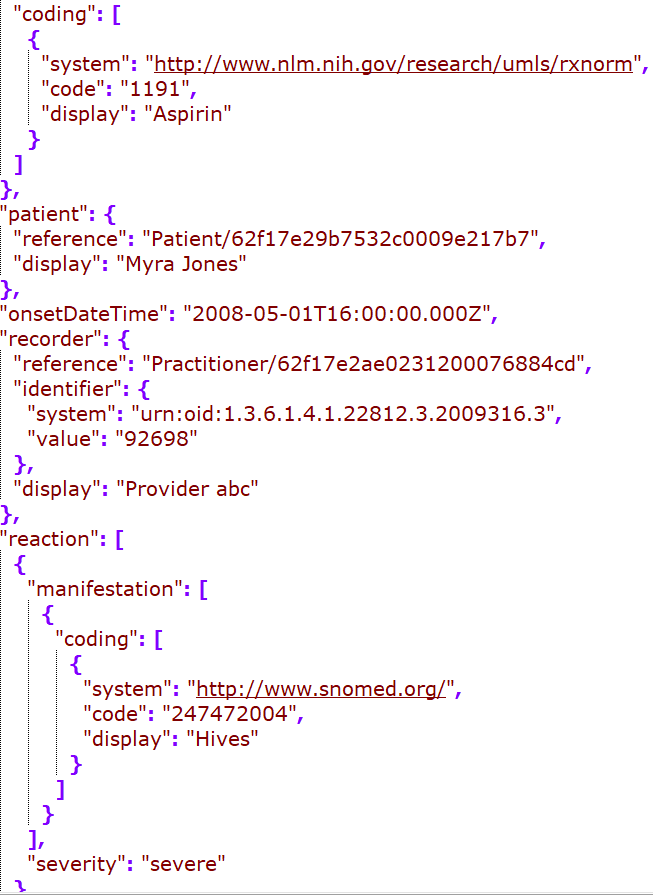 "coding": [
{
"system": "http://www.nlm.nih.gov/research/umls/rxnorm",
"code": "1191",
"display": "Aspirin"
}
]
},
"patient": {
"reference": "Patient/62f17e29b7532c0009e217b7",
"display": "Myra Jones"
},
"onsetDateTime": "2008-05-01T16:00:00.000Z",
"recorder": {
"reference": "Practitioner/62f17e2ae0231200076884cd",
"identifier": {
"system": "urn:oid:1.3.6.1.4.1.22812.3.2009316.3",
"value": "92698"
},
"display": "Provider abc"
},
"reaction": [
{
"manifestation": [
{
"coding": [
{
"system": "http://www.snomed.org/",
"code": "247472004",
"display": "Hives"
}
]
}
],
"severity": "severe"
}